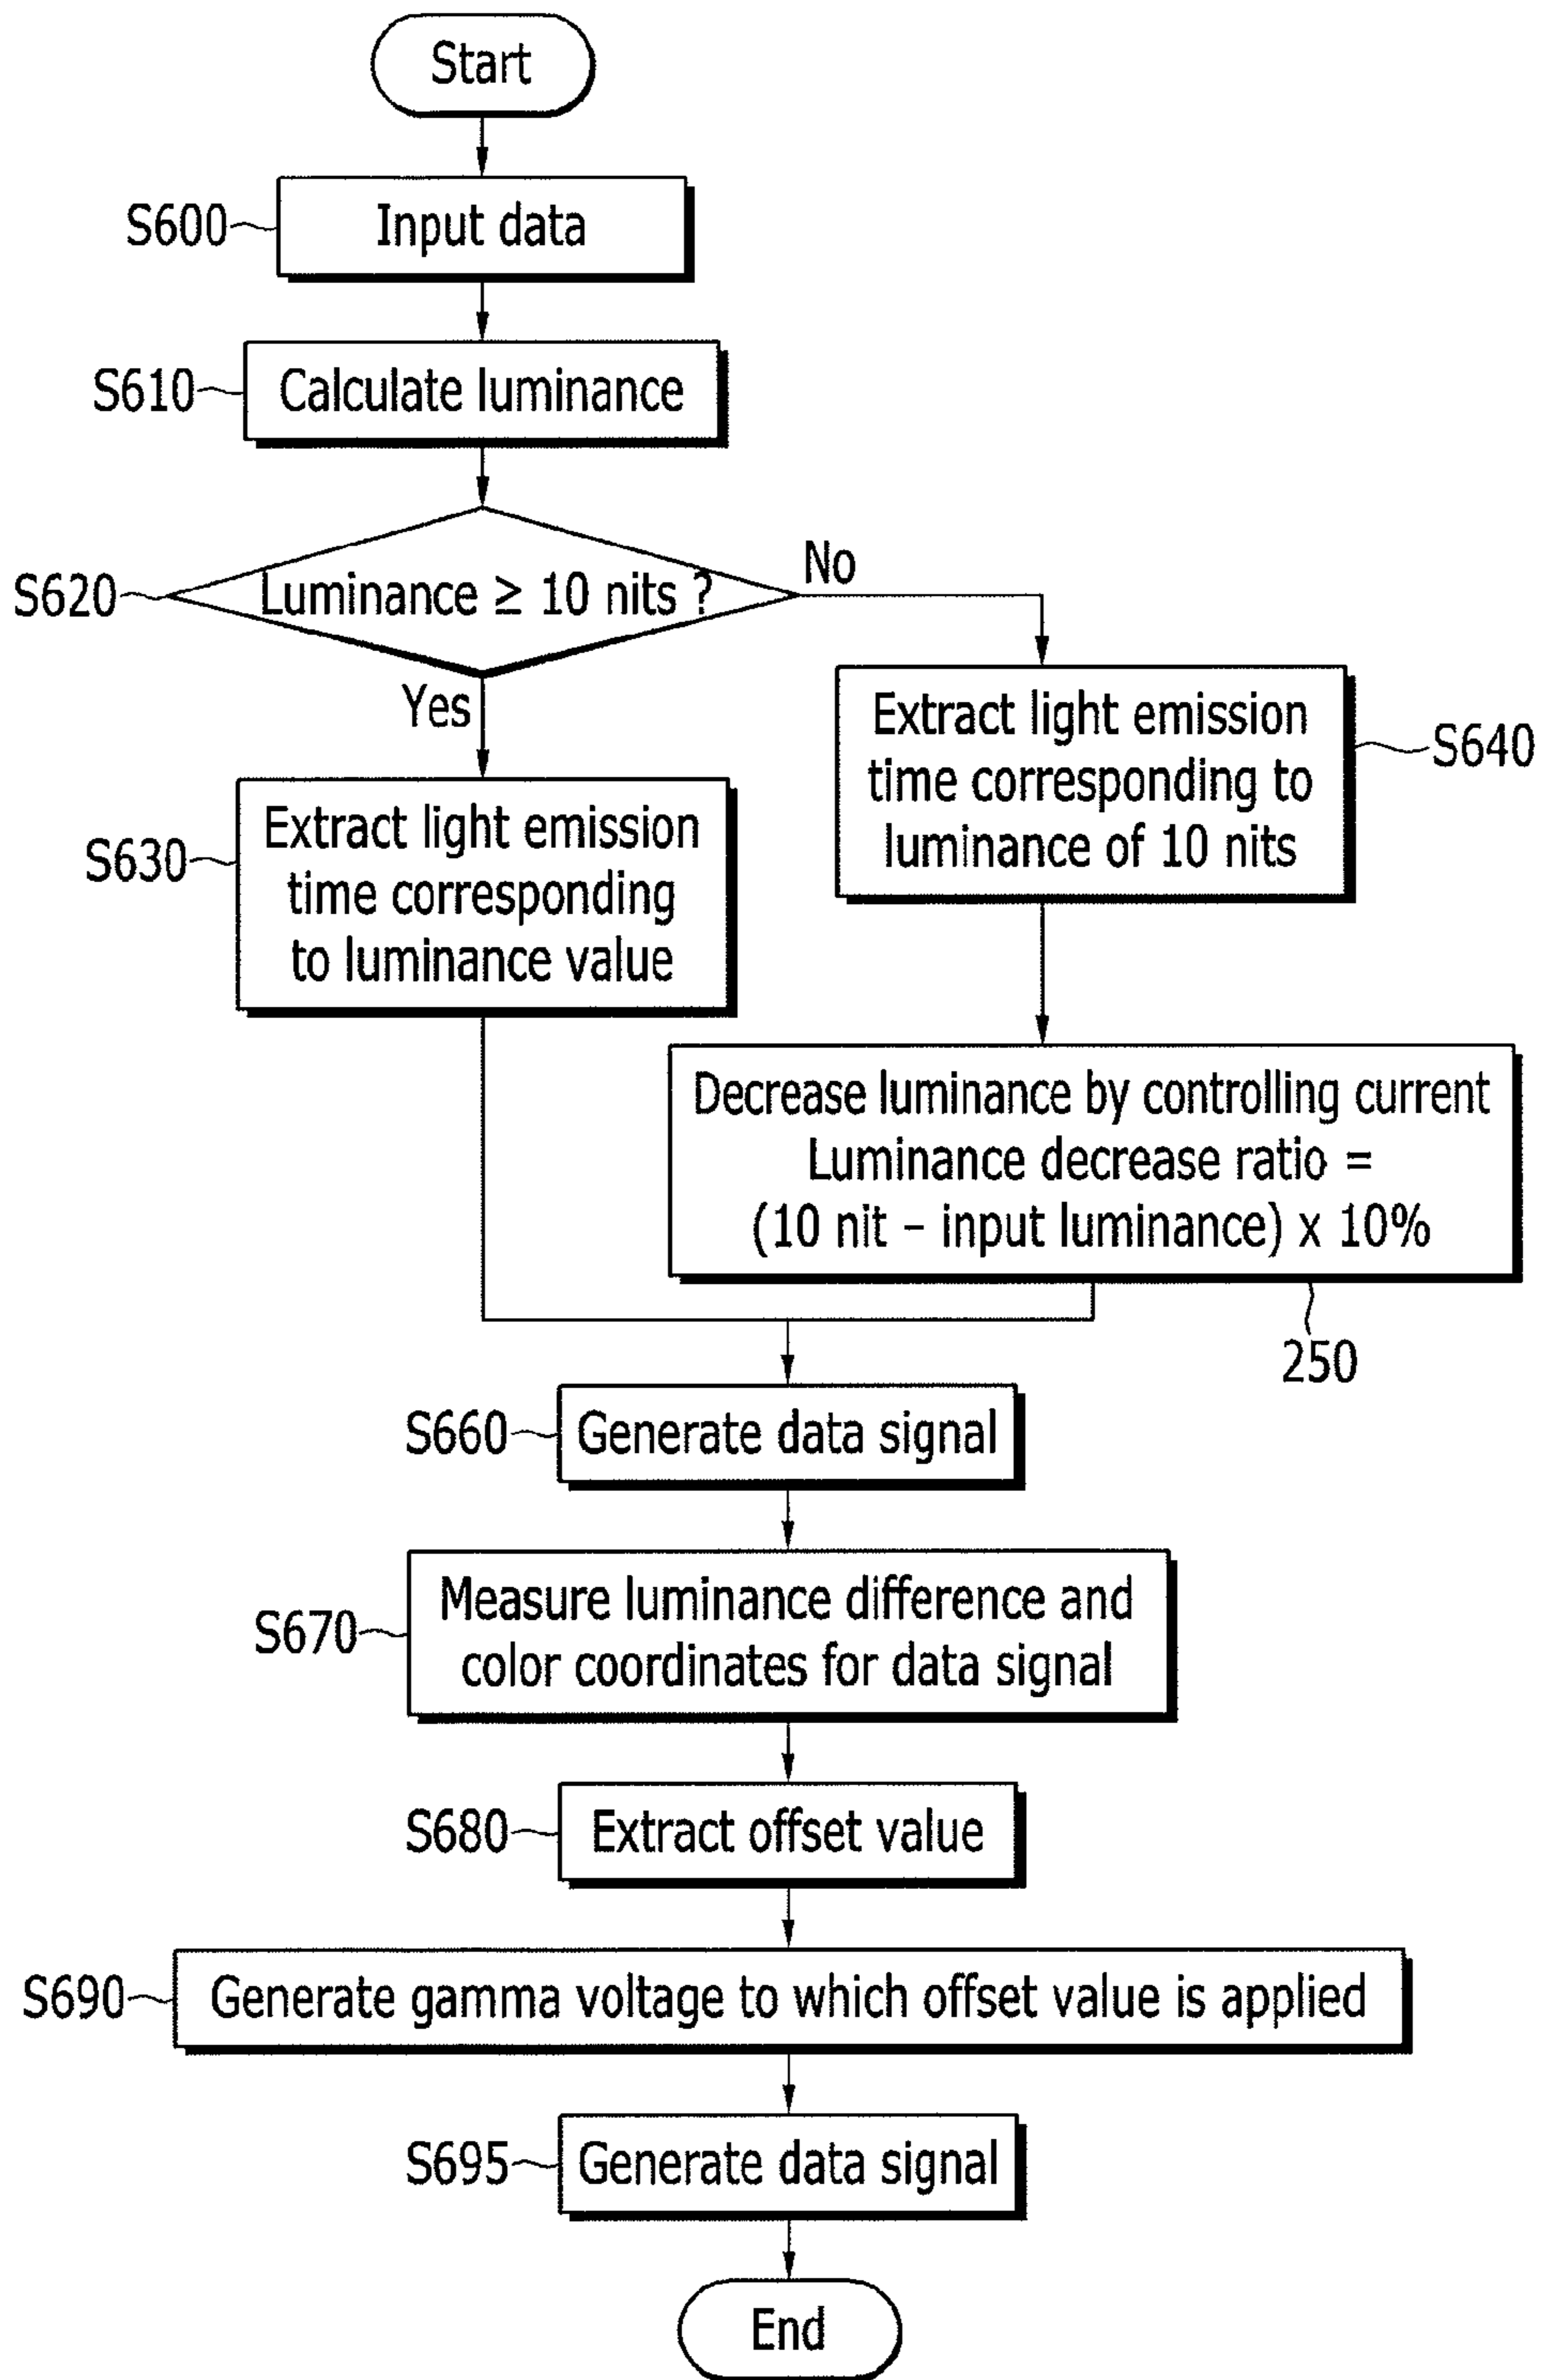 Start
S600
Input data
S610
Calculate luminance
S620
Luminance ≥ 10 nits ?
No
Yes
S630
Extract light emission
time corresponding
to luminance value
Extract light emission
time corresponding to
luminance of 10 nits
S640
Decrease luminance by controlling current
Luminance decrease ratio =
(10 nit – input luminance) x 10%
250
S660
Generate data signal
S670
Measure luminance difference and
color coordinates for data signal
S680
Extract offset value
S690
Generate gamma voltage to which offset value is applied
S695
Generate data signal
End